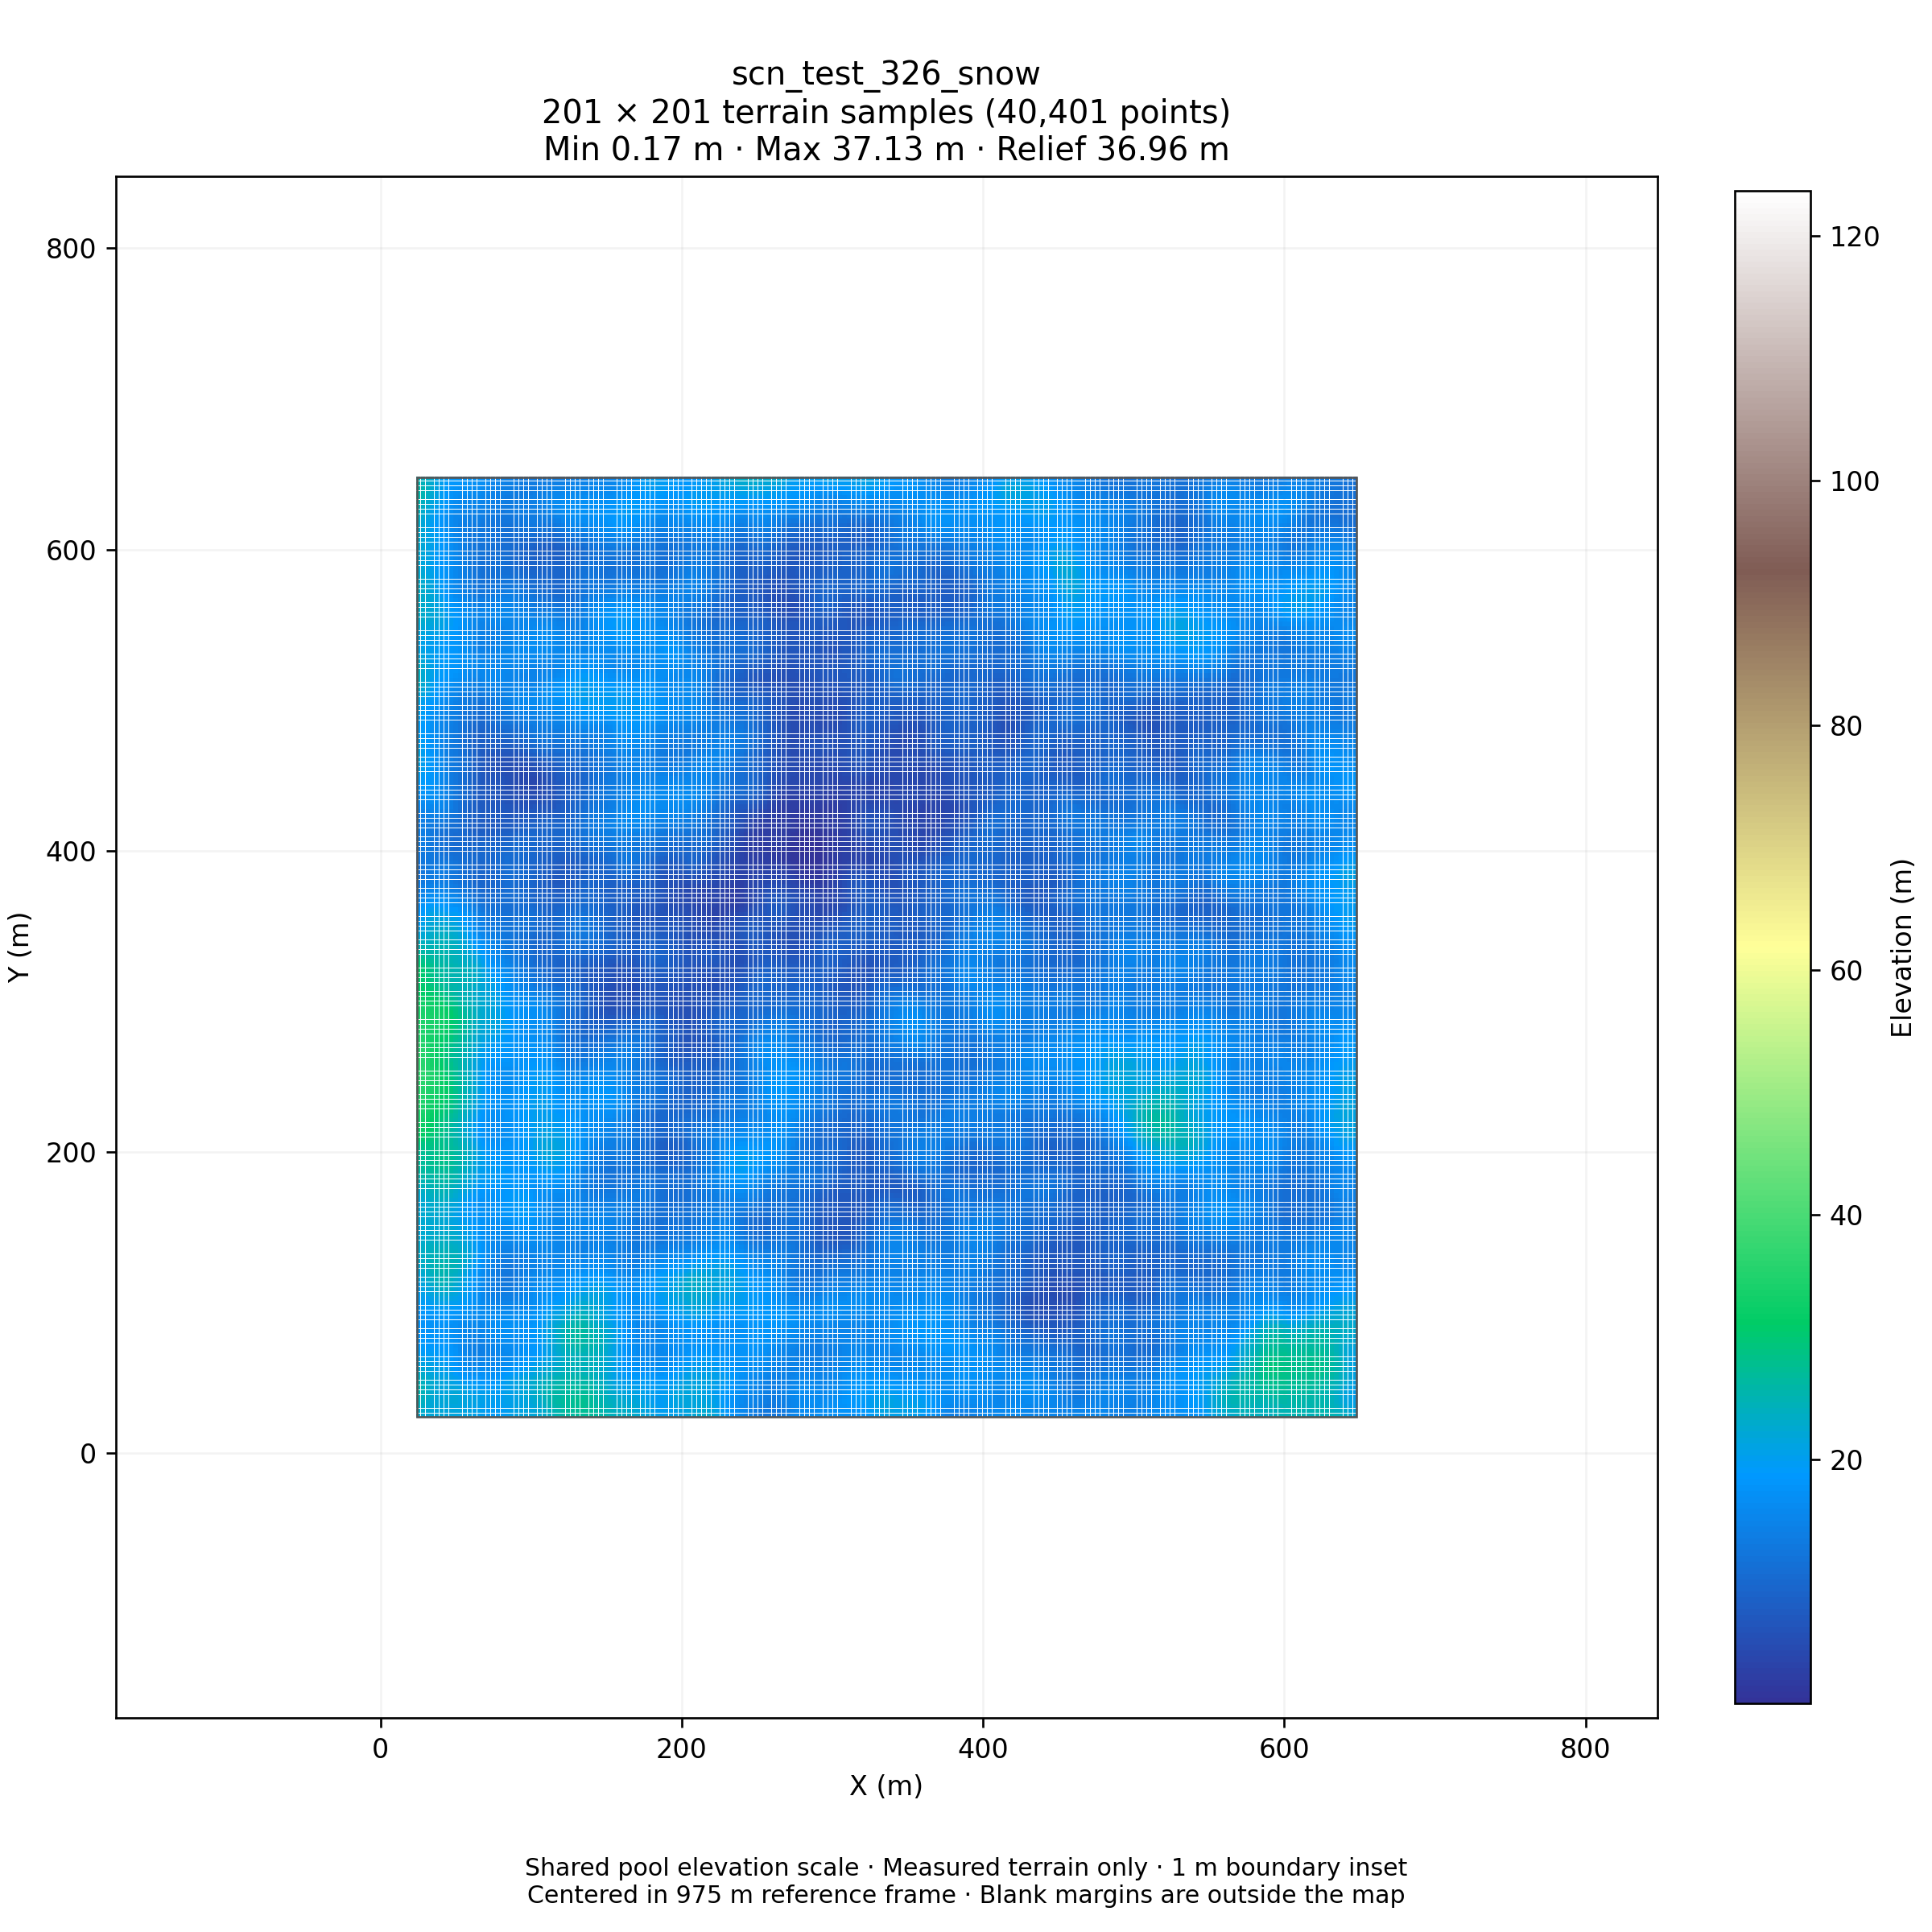 scn_test_326_snow
201 × 201 terrain samples (40,401 points)
Min 0.17 m · Max 37.13 m · Relief 36.96 m
800
600
400
200
0
Y (m)
0
200
400
600
800
X (m)
120
100
80
60
40
20
Elevation (m)
Shared pool elevation scale · Measured terrain only · 1 m boundary inset
Centered in 975 m reference frame · Blank margins are outside the map